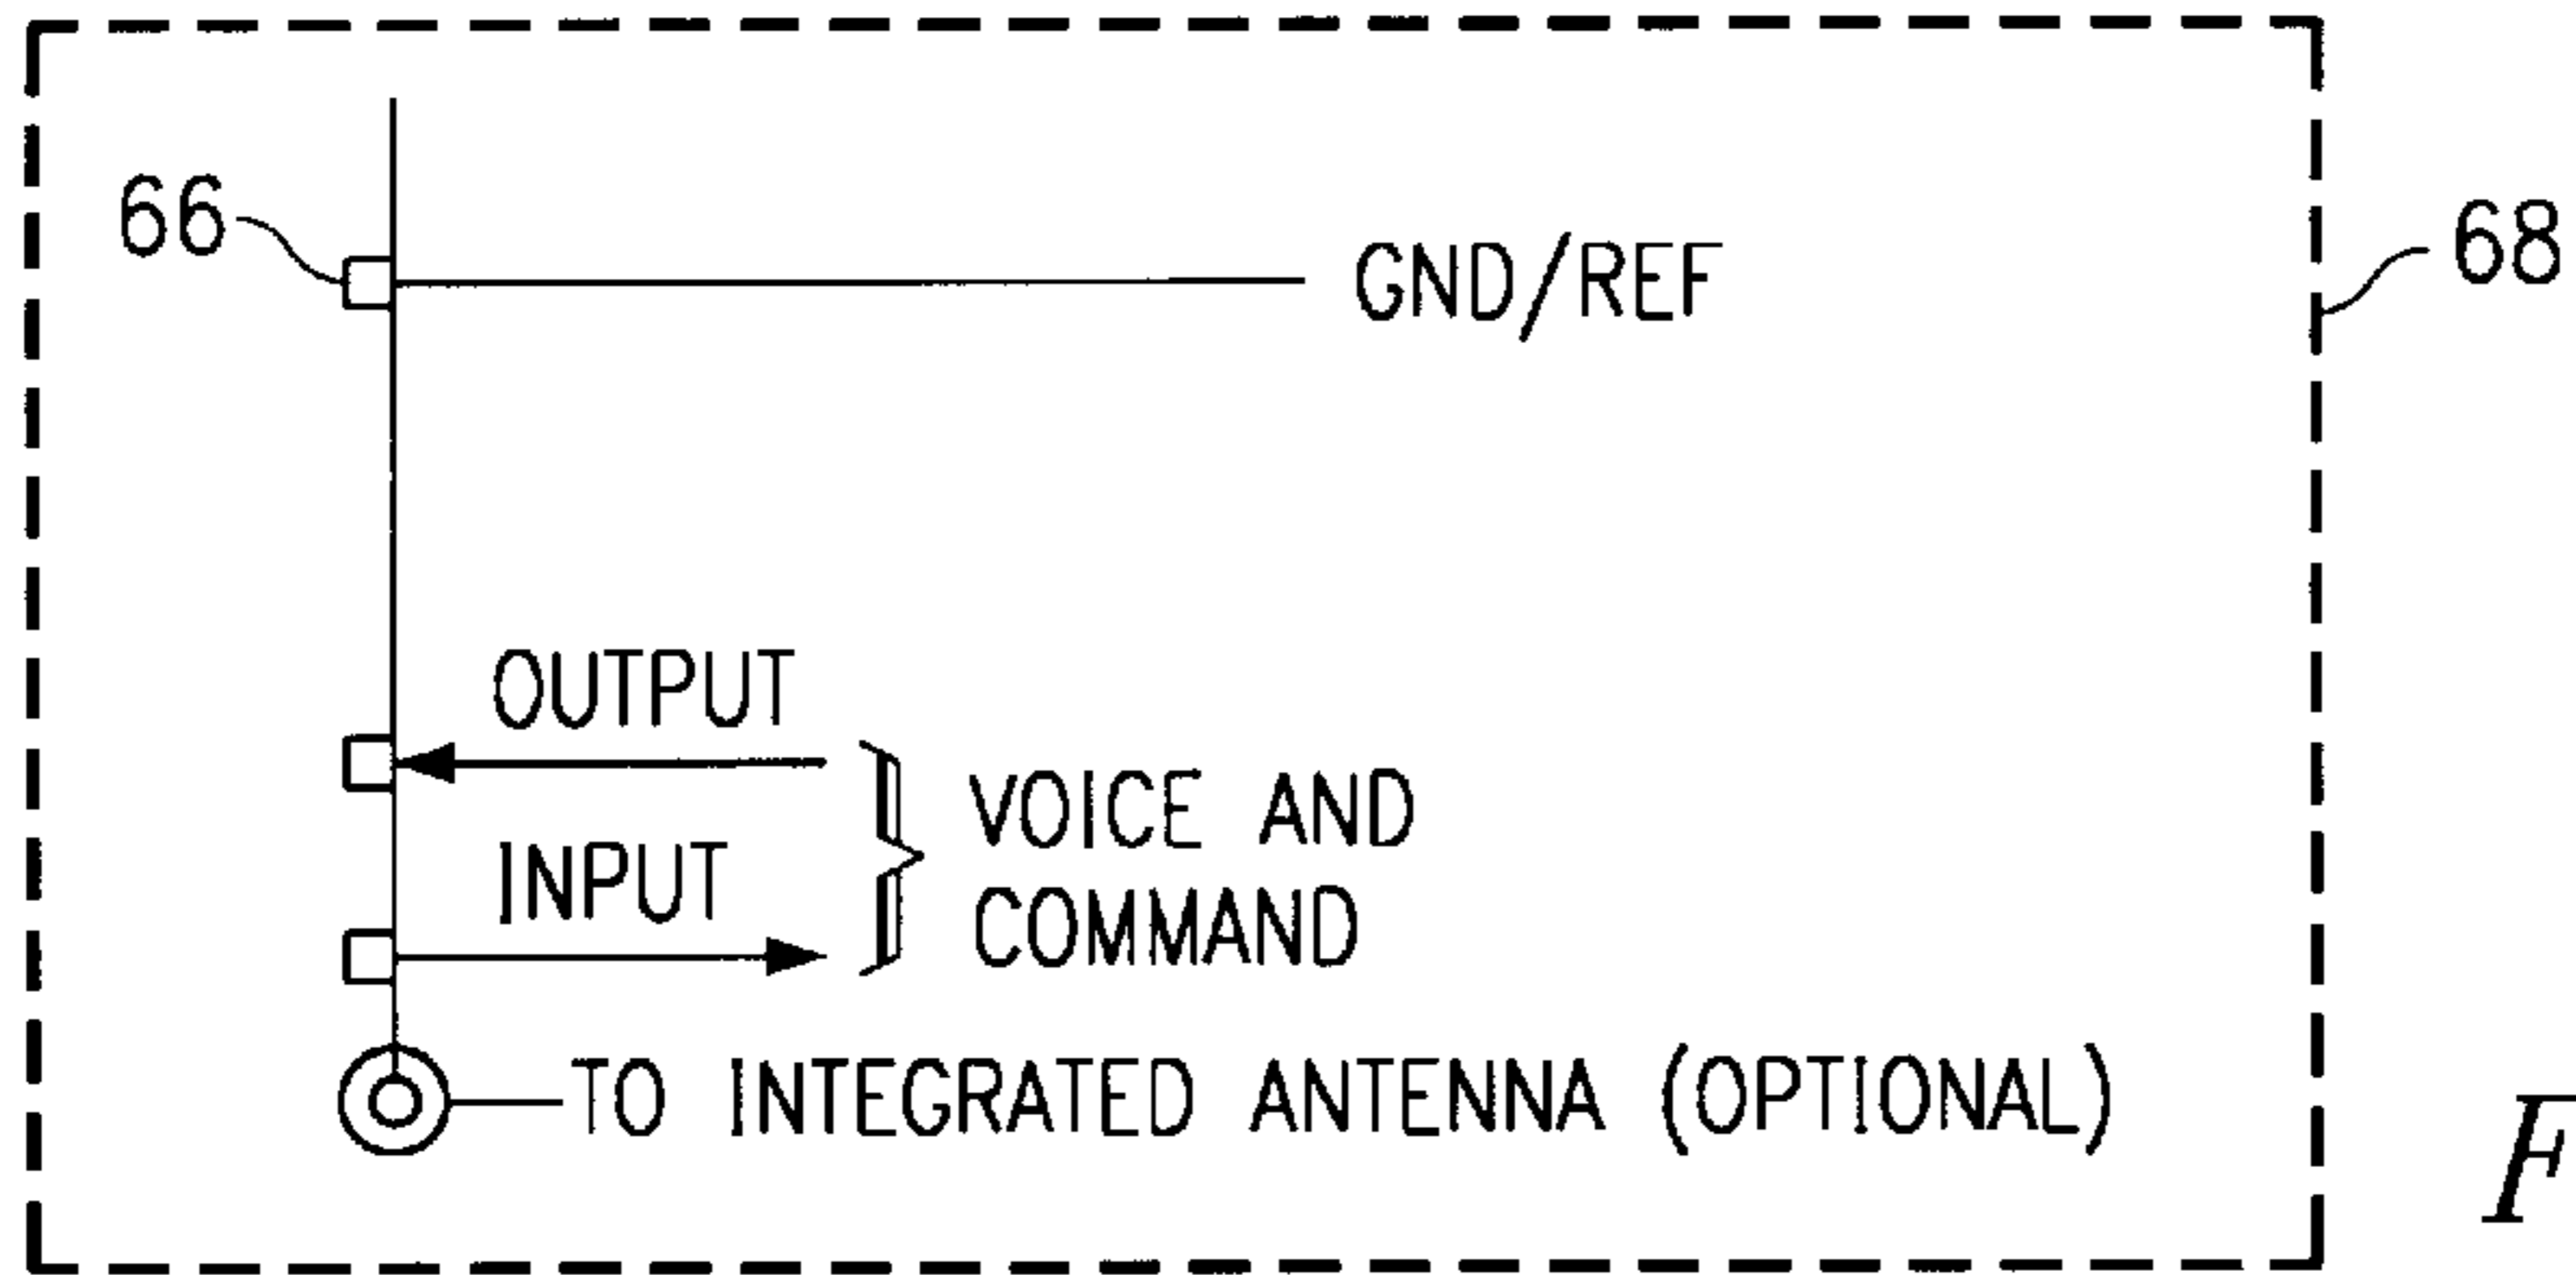 66
GND/REF
68
OUTPUT
INPUT
VOICE AND
COMMAND
TO INTEGRATED ANTENNA (OPTIONAL)
F